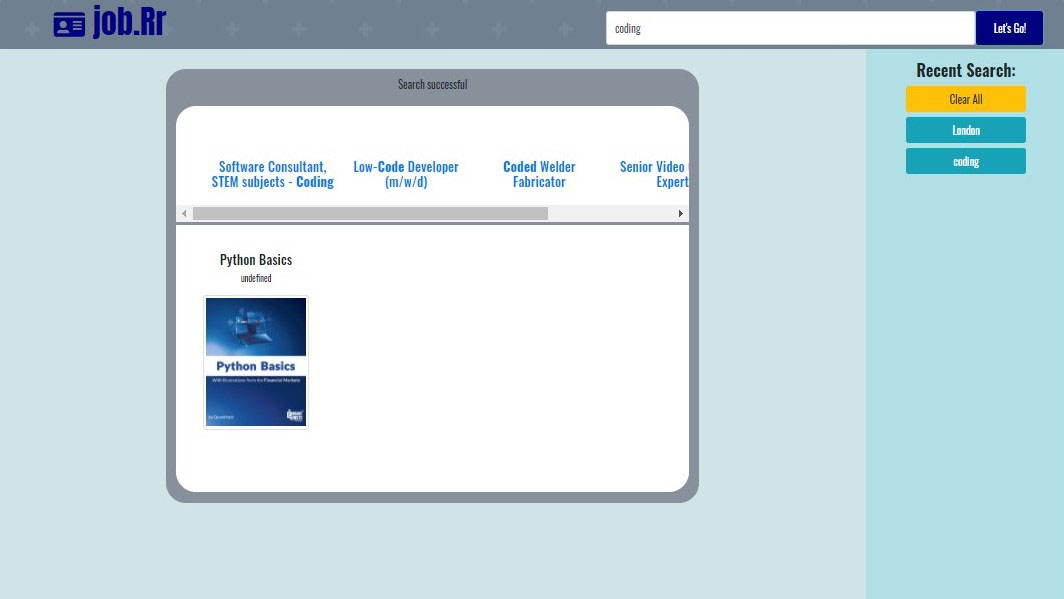 job.Rr
coding
Let's Go!
Search successful
Software Consultant,
STEM subjects - Coding
Low-Code Developer
(m/w/d)
Coded Welder
Fabricator
Senior Video
Expert
Python Basics
undefined
Python Basics
With Illustrations from the Financial Markets
By QuantInsti
Recent Search:
Clear All
London
coding